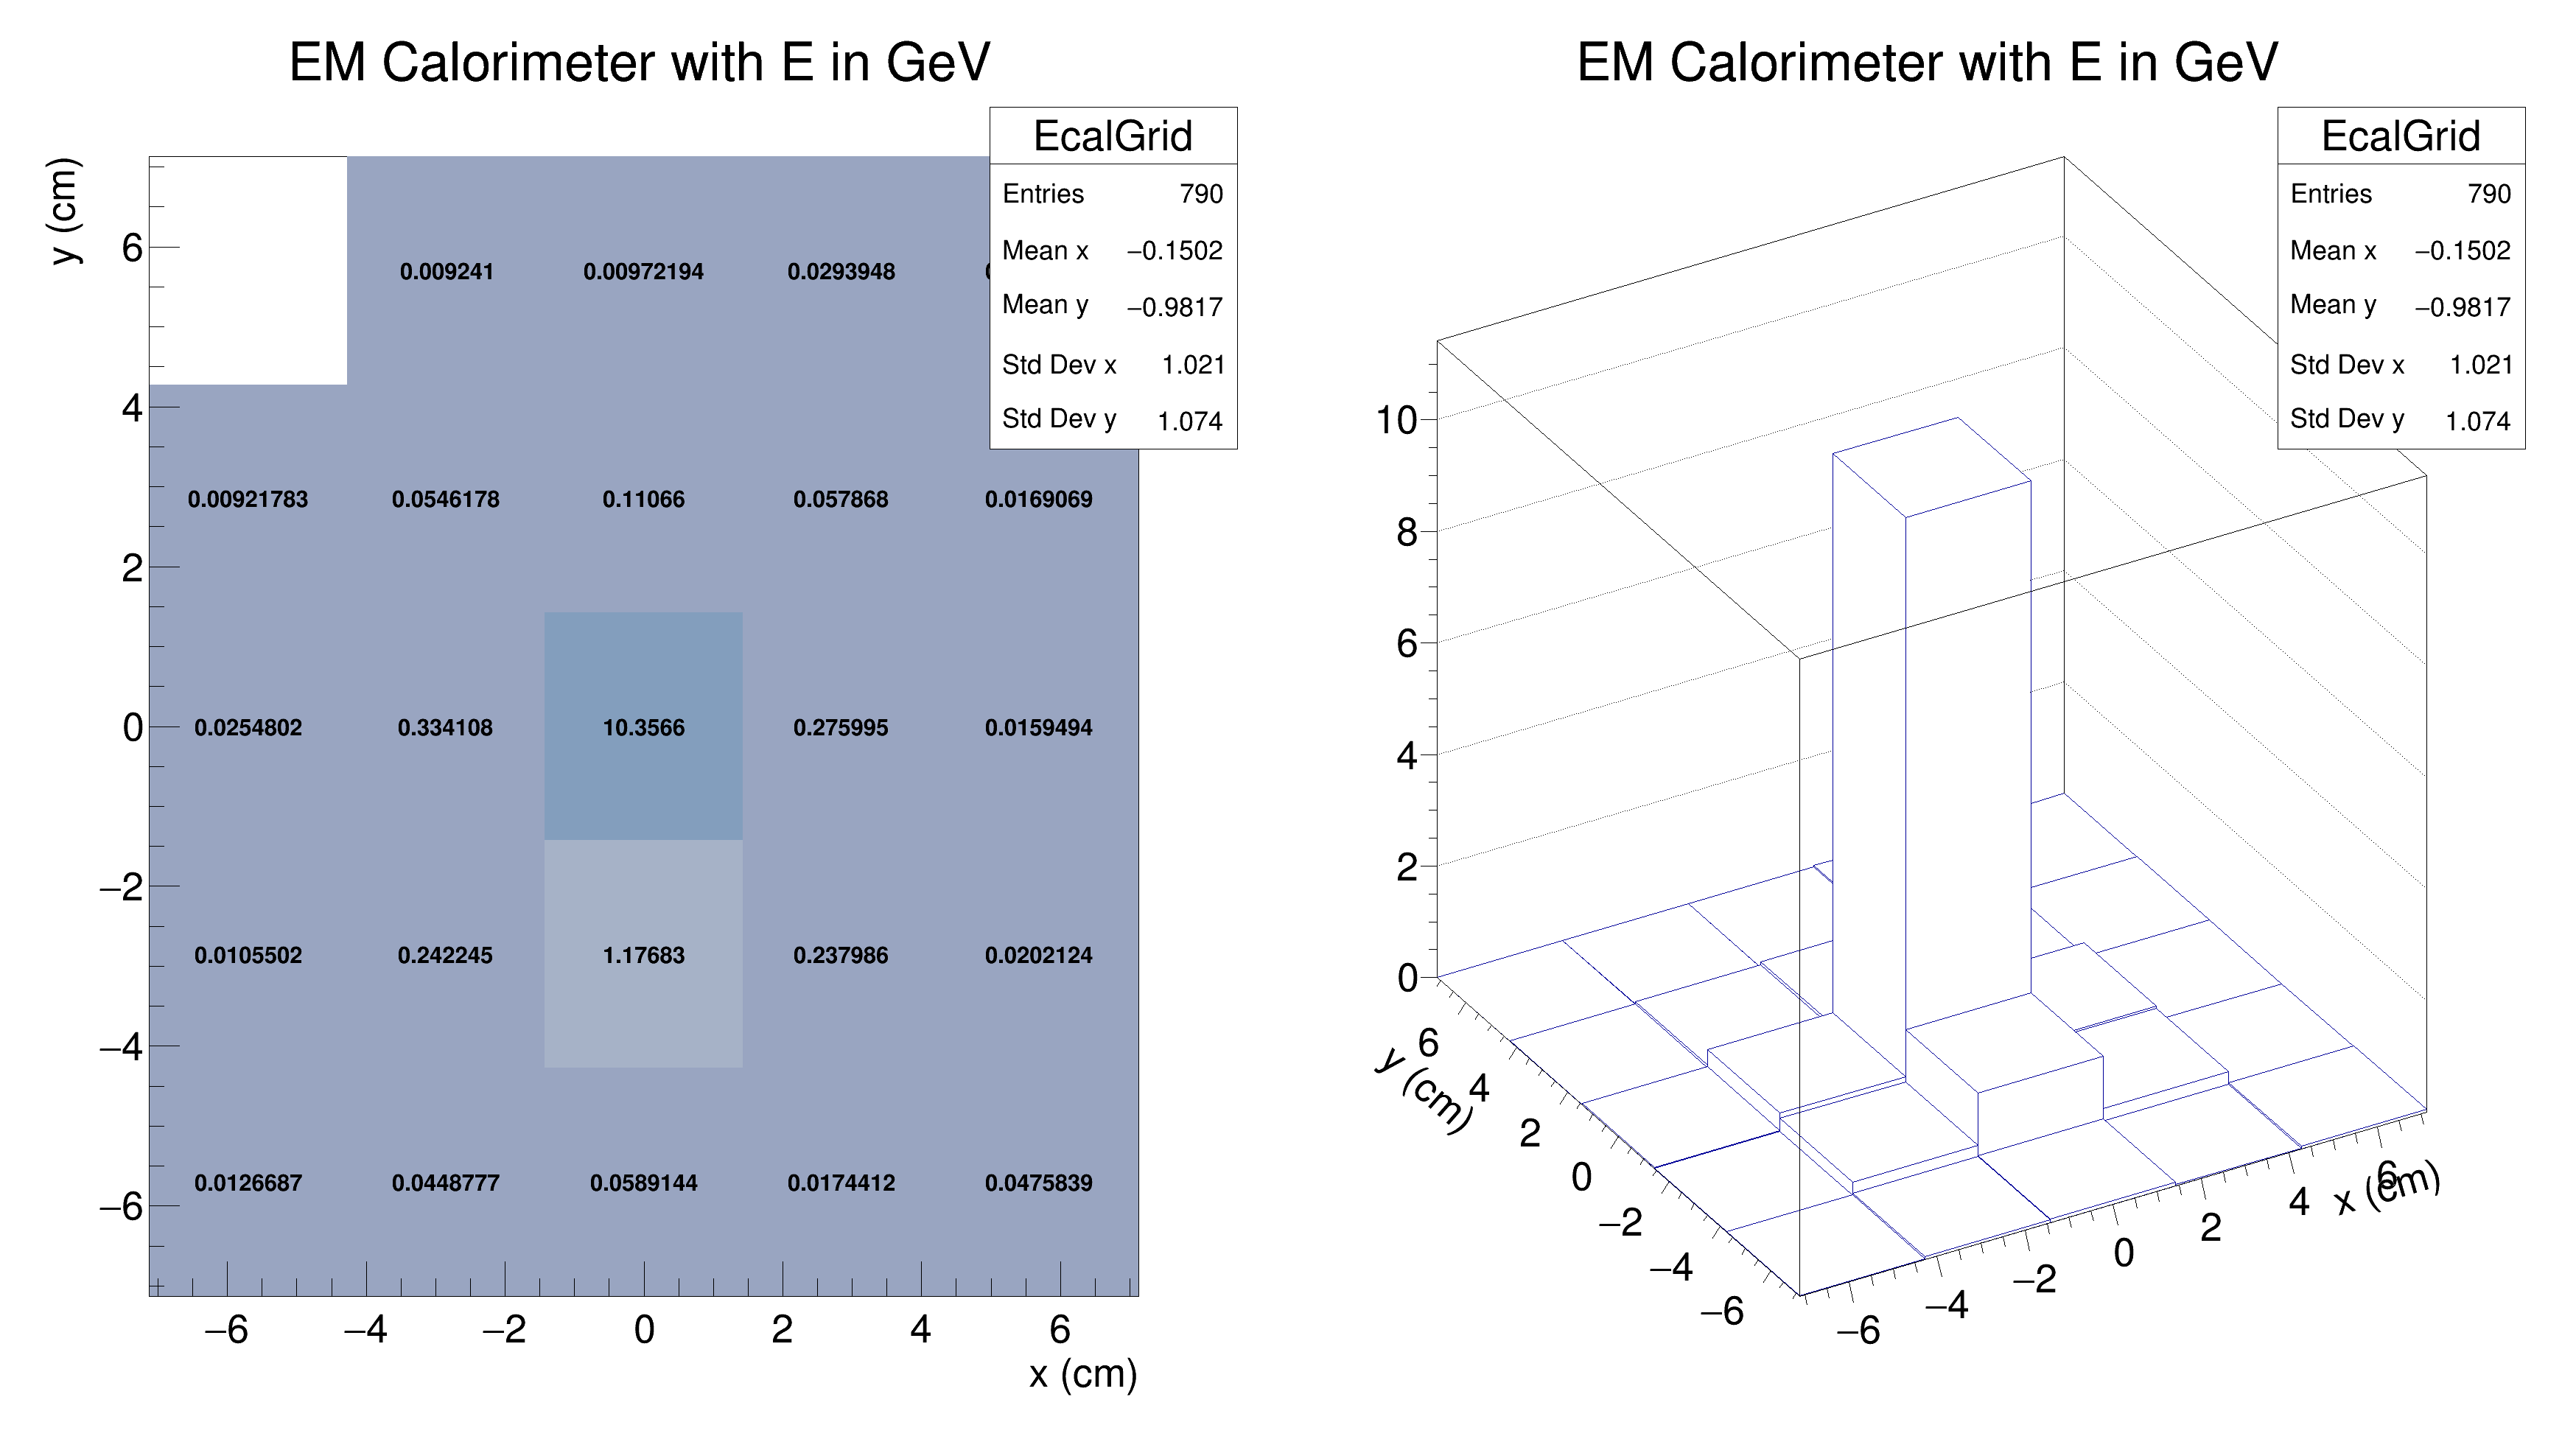 EM Calorimeter with E in GeV
EcalGrid
Entries 790
Mean x −0.1502
Mean y −0.9817
Std Dev x 1.021
Std Dev y 1.074
y (cm)
6
4
2
0
−2
−4
−6
0.009241 0.00972194 0.0293948
0.00921783 0.0546178 0.11066 0.057868 0.0169069
0.0254802 0.334108 10.3566 0.275995 0.0159494
0.0105502 0.242245 1.17683 0.237986 0.0202124
0.0126687 0.0448777 0.0589144 0.0174412 0.0475839
−6 −4 −2 0 2 4 6
x (cm)
EM Calorimeter with E in GeV
EcalGrid
Entries 790
Mean x −0.1502
Mean y −0.9817
Std Dev x 1.021
Std Dev y 1.074
10
8
6
4
2
0
y (cm)
6
4
2
0
−2
−4
−6
−6 −4 −2 0 2 4 6
x (cm)